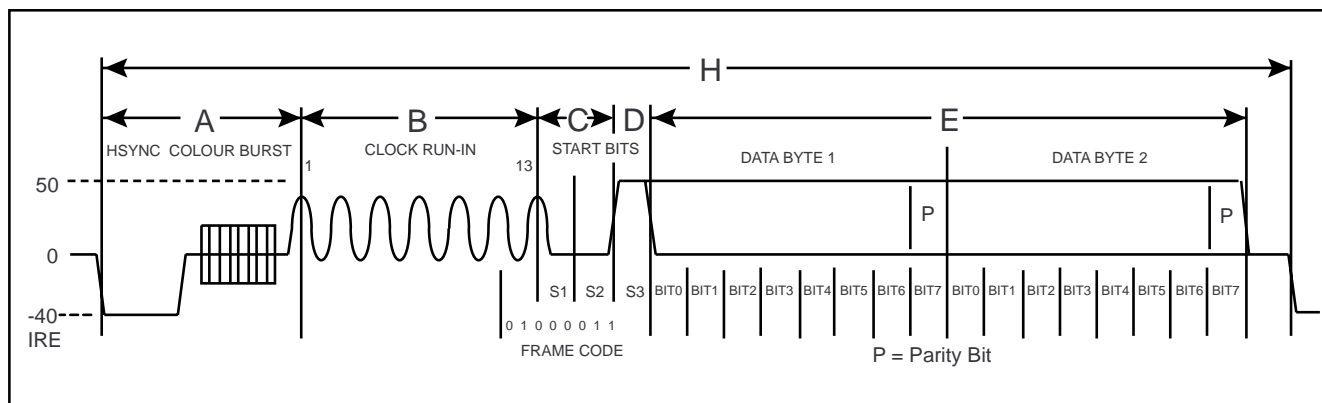 H
A B C D E
HSYNC COLOUR BURST CLOCK RUN-IN START BITS DATA BYTE 1 DATA BYTE 2
1 13
50
P P
0
S1 S2 S3 BIT0 BIT1 BIT2 BIT3 BIT4 BIT5 BIT6 BIT7 BIT0 BIT1 BIT2 BIT3 BIT4 BIT5 BIT6 BIT7
-40
IRE
0 1 0 0 0 0 1 1
FRAME CODE
P = Parity Bit